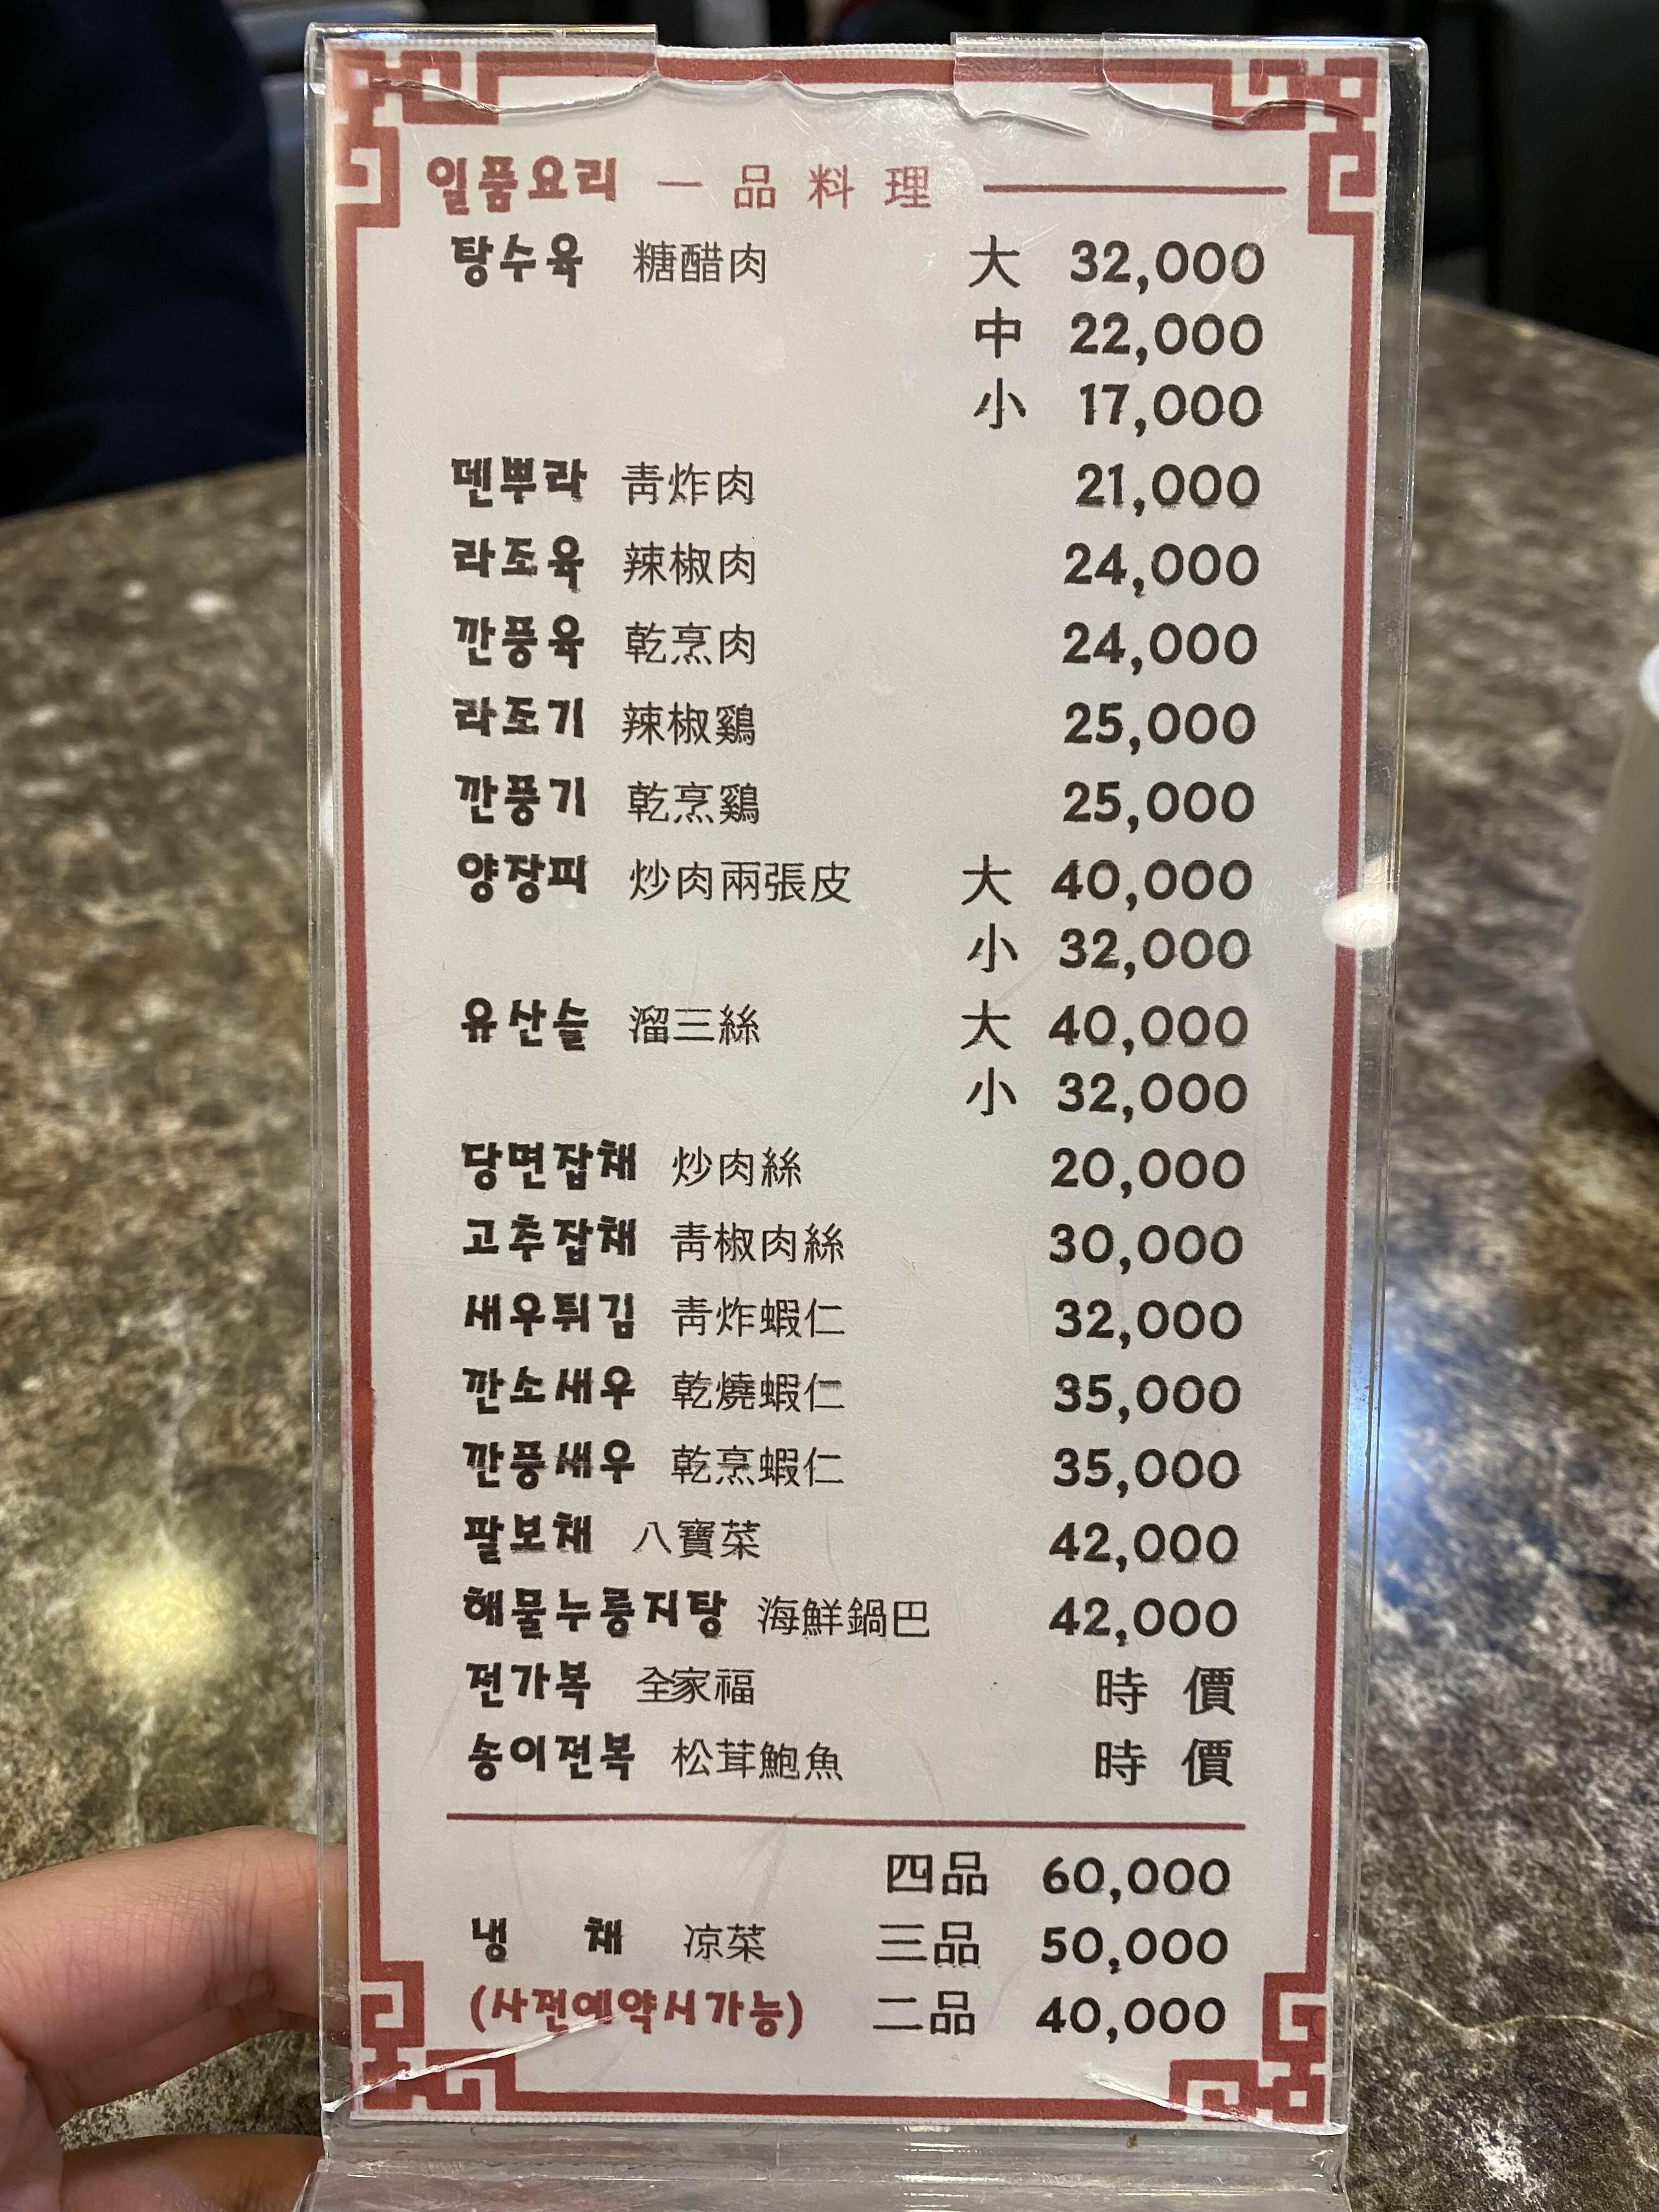 일품요리 一品料理
탕수육 糖醋肉 大 32,000
中 22,000
小 17,000
덴뿌라 靑炸肉 21,000
라조육 辣椒肉 24,000
깐풍육 乾烹肉 24,000
라조기 辣椒鷄 25,000
깐풍기 乾烹鷄 25,000
양장피 炒肉兩張皮 大 40,000
小 32,000
유산슬 溜三絲 大 40,000
小 32,000
당면잡채 炒肉絲 20,000
고추잡채 靑椒肉絲 30,000
새우튀김 靑炸蝦仁 32,000
깐소새우 乾燒蝦仁 35,000
깐풍새우 乾烹蝦仁 35,000
팔보채 八寶菜 42,000
해물누룽지탕 海鮮鍋巴 42,000
전가복 全家福 時價
송이전복 松茸鮑魚 時價
四品 60,000
냉채 凉菜 三品 50,000
(사전예약시가능) 二品 40,000